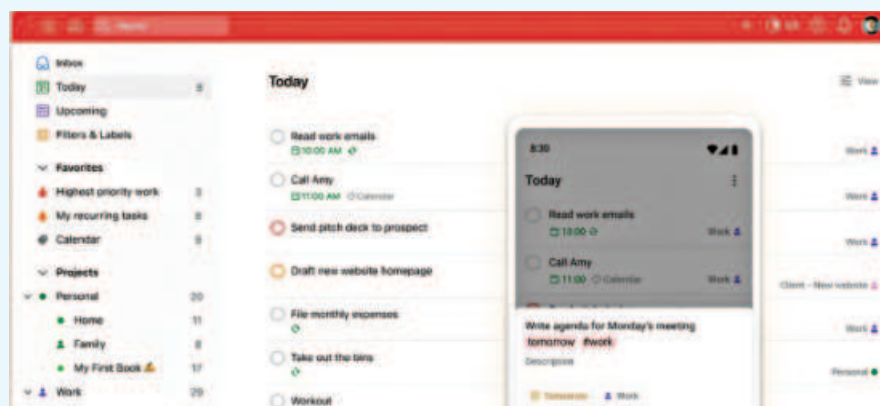 Inbox
Today
Upcoming
Filters & Labels
Favorites
Highest priority work
My recurring tasks
Calendar
Projects
Personal 20
Home 11
Family
My First Book 17
Work
Today
View
Read work emails
10:00 AM
Work
Call Amy
11:00 AM Calendar
Work
Send pitch deck to prospect
Work
Draft new website homepage
Client - New website
File monthly expenses
Work
Take out the bins
Personal
Workout
8:30
Today
Read work emails
10:00 Work
Call Amy
11:00 Calendar Work
Write agenda for Monday's meeting
tomorrow #work
Description
Tomorrow Work